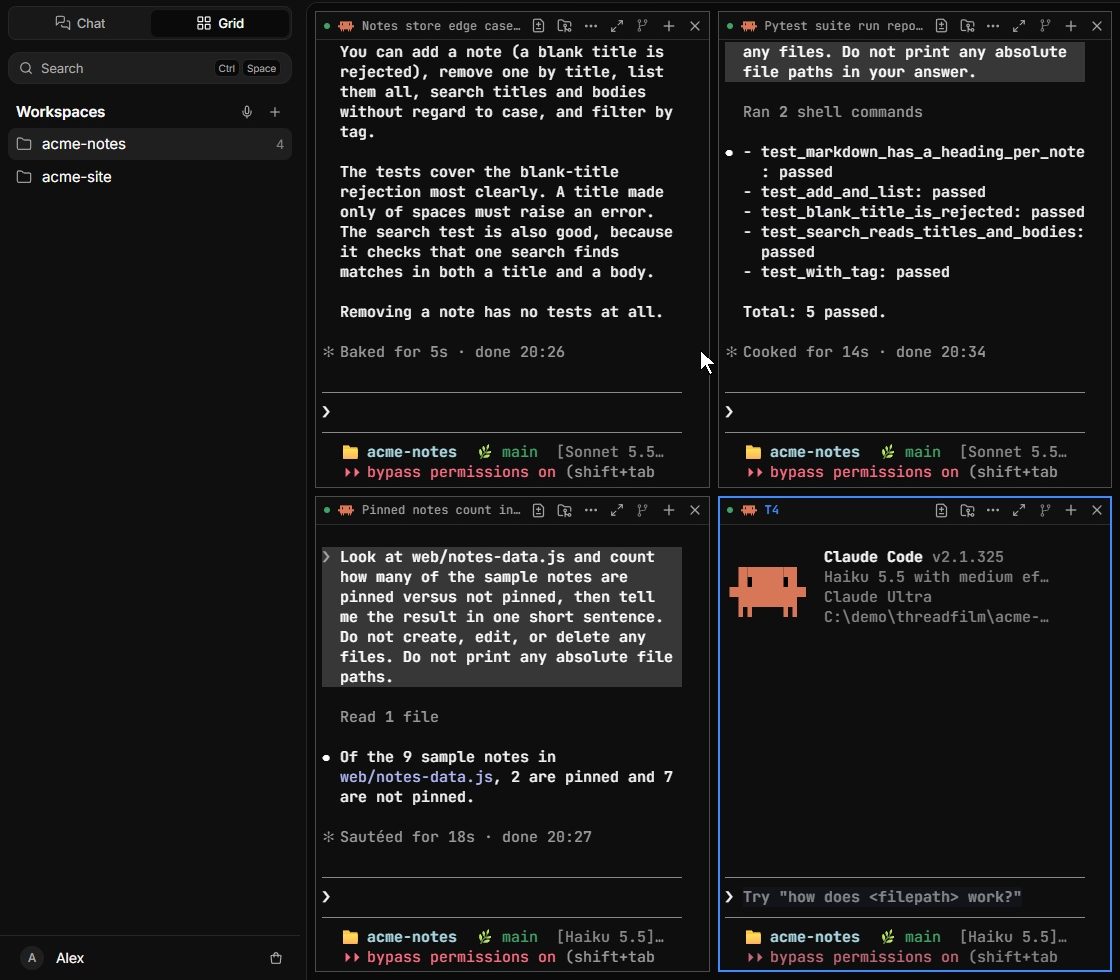 Chat
Grid
Search
Ctrl
Space
Workspaces
acme-notes
4
acme-site
A
Alex
Notes store edge case…
You can add a note (a blank title is
rejected), remove one by title, list
them all, search titles and bodies
without regard to case, and filter by
tag.
The tests cover the blank-title
rejection most clearly. A title made
only of spaces must raise an error.
The search test is also good, because
it checks that one search finds
matches in both a title and a body.
Removing a note has no tests at all.
✻ Baked for 5s · done 20:26
❯
acme-notes main [Sonnet 5.5…
⏵⏵ bypass permissions on (shift+tab
Pytest suite run repo…
any files. Do not print any absolute
file paths in your answer.
Ran 2 shell commands
● - test_markdown_has_a_heading_per_note
: passed
- test_add_and_list: passed
- test_blank_title_is_rejected: passed
- test_search_reads_titles_and_bodies:
passed
- test_with_tag: passed
Total: 5 passed.
✻ Cooked for 14s · done 20:34
❯
acme-notes main [Sonnet 5.5…
⏵⏵ bypass permissions on (shift+tab
Pinned notes count in…
❯ Look at web/notes-data.js and count
how many of the sample notes are
pinned versus not pinned, then tell
me the result in one short sentence.
Do not create, edit, or delete any
files. Do not print any absolute file
paths.
Read 1 file
● Of the 9 sample notes in
web/notes-data.js, 2 are pinned and 7
are not pinned.
✻ Sautéed for 18s · done 20:27
❯
acme-notes main [Haiku 5.5]…
⏵⏵ bypass permissions on (shift+tab
T4
Claude Code v2.1.325
Haiku 5.5 with medium ef…
Claude Ultra
C:\demo\threadfilm\acme-…
❯ Try "how does <filepath> work?"
acme-notes main [Haiku 5.5]…
⏵⏵ bypass permissions on (shift+tab